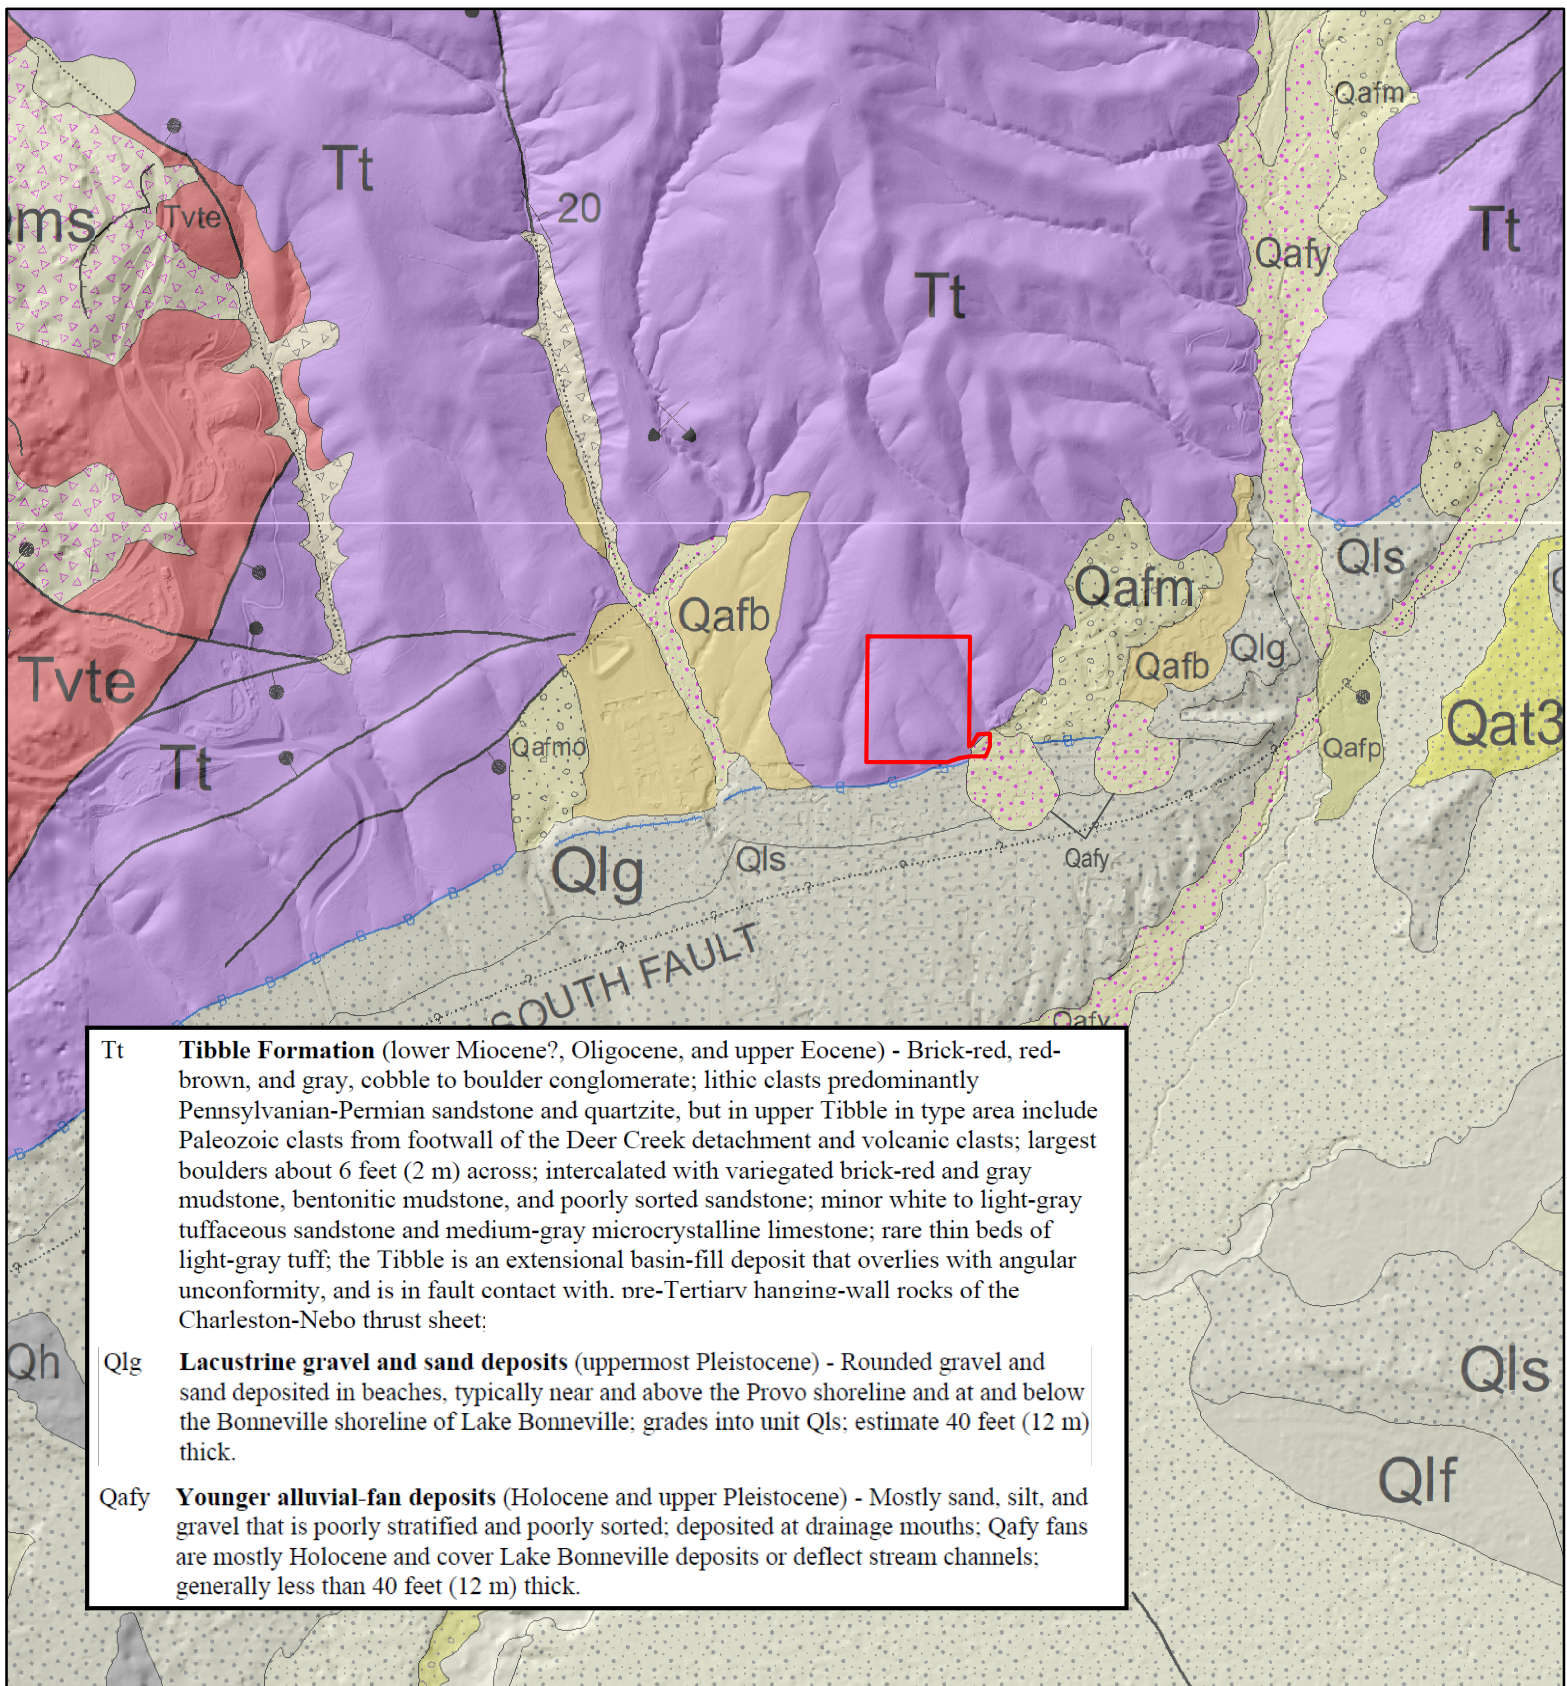 Qafm
Tt
20
Tvte
Qms
Tt
Qafy
Tt
Qafm
Qls
Qafb
Qafb
Qlg
Tvte
Tt
Qafmo
Qafp
Qat3
Qlg
Qls
Qafy
SOUTH FAULT
Qafy
Tt Tibble Formation (lower Miocene?, Oligocene, and upper Eocene) - Brick-red, red-
brown, and gray, cobble to boulder conglomerate; lithic clasts predominantly
Pennsylvanian-Permian sandstone and quartzite, but in upper Tibble in type area include
Paleozoic clasts from footwall of the Deer Creek detachment and volcanic clasts; largest
boulders about 6 feet (2 m) across; intercalated with variegated brick-red and gray
mudstone, bentonitic mudstone, and poorly sorted sandstone; minor white to light-gray
tuffaceous sandstone and medium-gray microcrystalline limestone; rare thin beds of
light-gray tuff; the Tibble is an extensional basin-fill deposit that overlies with angular
unconformity, and is in fault contact with, pre-Tertiary hanging-wall rocks of the
Charleston-Nebo thrust sheet;
Qlg Lacustrine gravel and sand deposits (uppermost Pleistocene) - Rounded gravel and
sand deposited in beaches, typically near and above the Provo shoreline and at and below
the Bonneville shoreline of Lake Bonneville; grades into unit Qls; estimate 40 feet (12 m)
thick.
Qafy Younger alluvial-fan deposits (Holocene and upper Pleistocene) - Mostly sand, silt, and
gravel that is poorly stratified and poorly sorted; deposited at drainage mouths; Qafy fans
are mostly Holocene and cover Lake Bonneville deposits or deflect stream channels;
generally less than 40 feet (12 m) thick.
Qh
Qls
Qlf